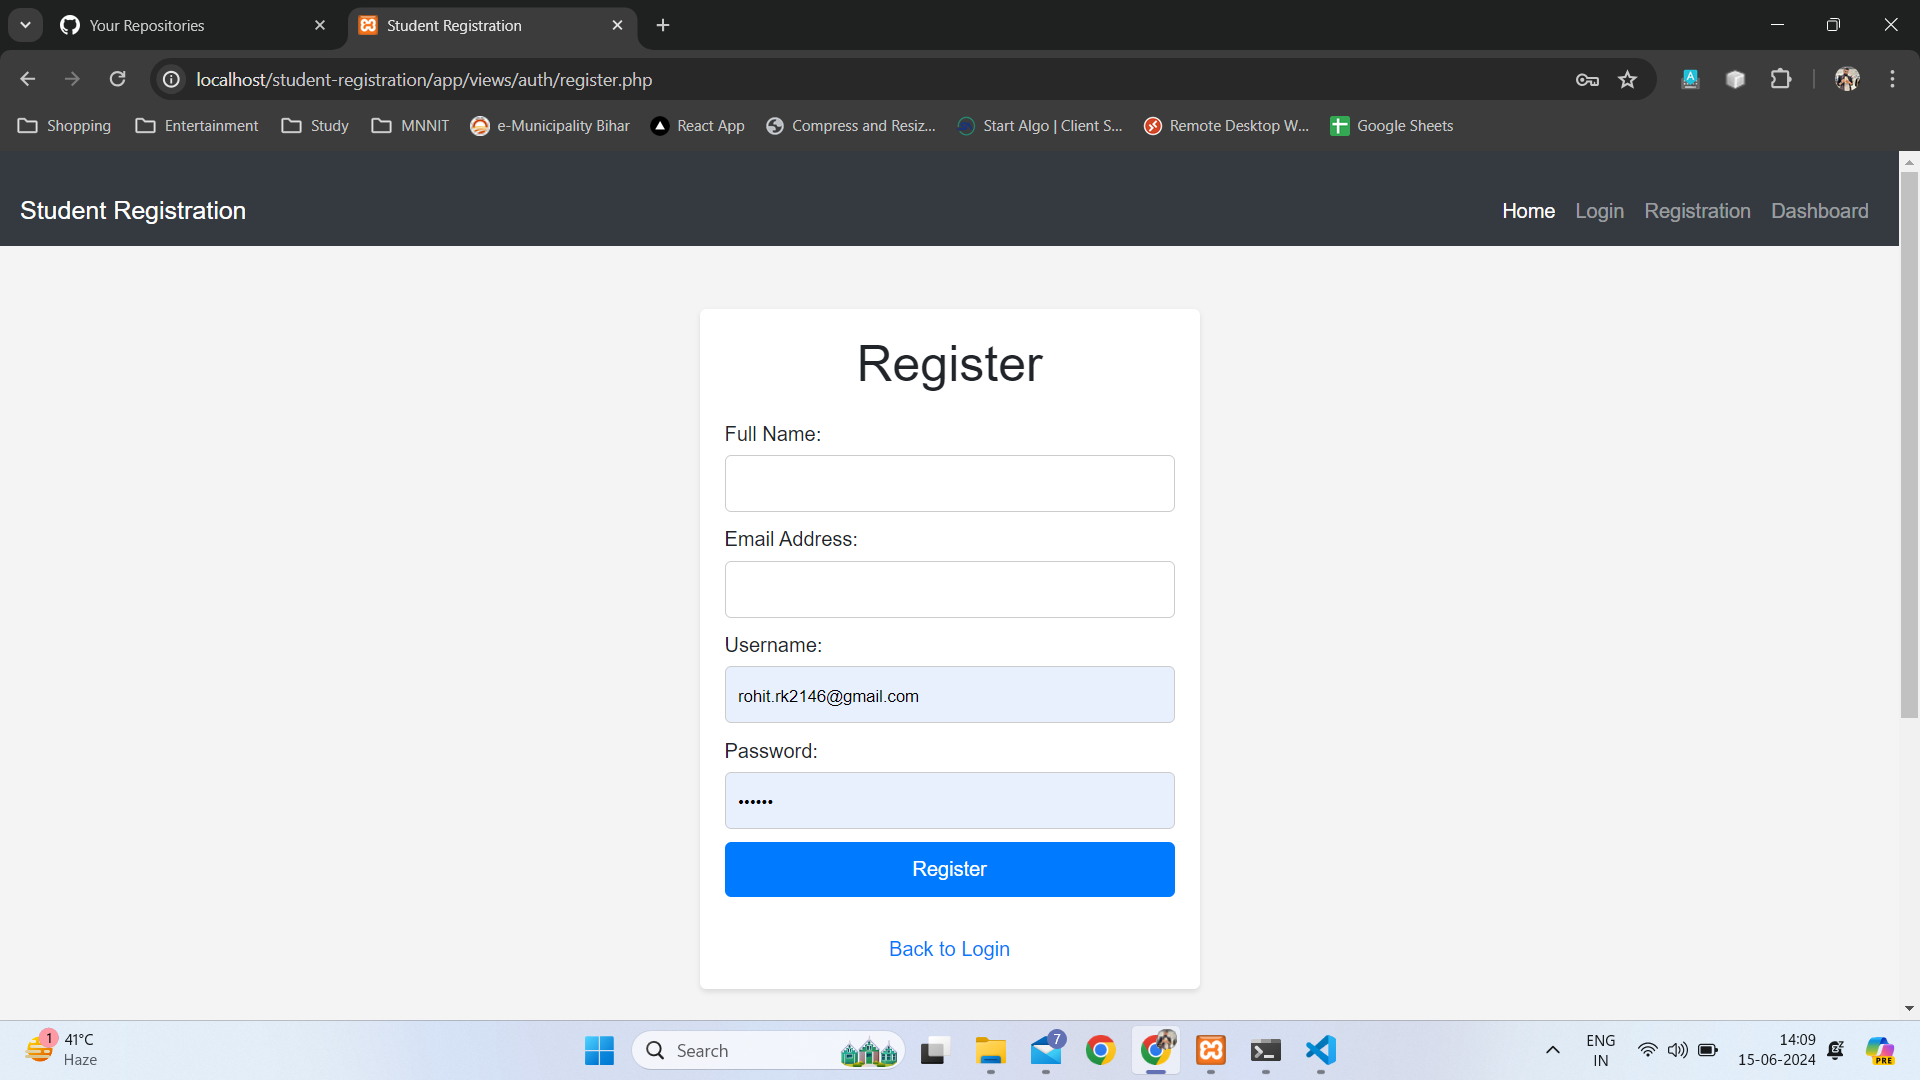 Your Repositories
Student Registration
localhost/student-registration/app/views/auth/register.php
Shopping Entertainment Study MNNIT e-Municipality Bihar React App Compress and Resiz... Start Algo | Client S... Remote Desktop W... Google Sheets
Student Registration
Home Login Registration Dashboard
Register
Full Name:
Email Address:
Username:
rohit.rk2146@gmail.com
Password:
••••••
Register
Back to Login
1
41°C
Haze
Search
7
ENG
IN
14:09
15-06-2024
PRE